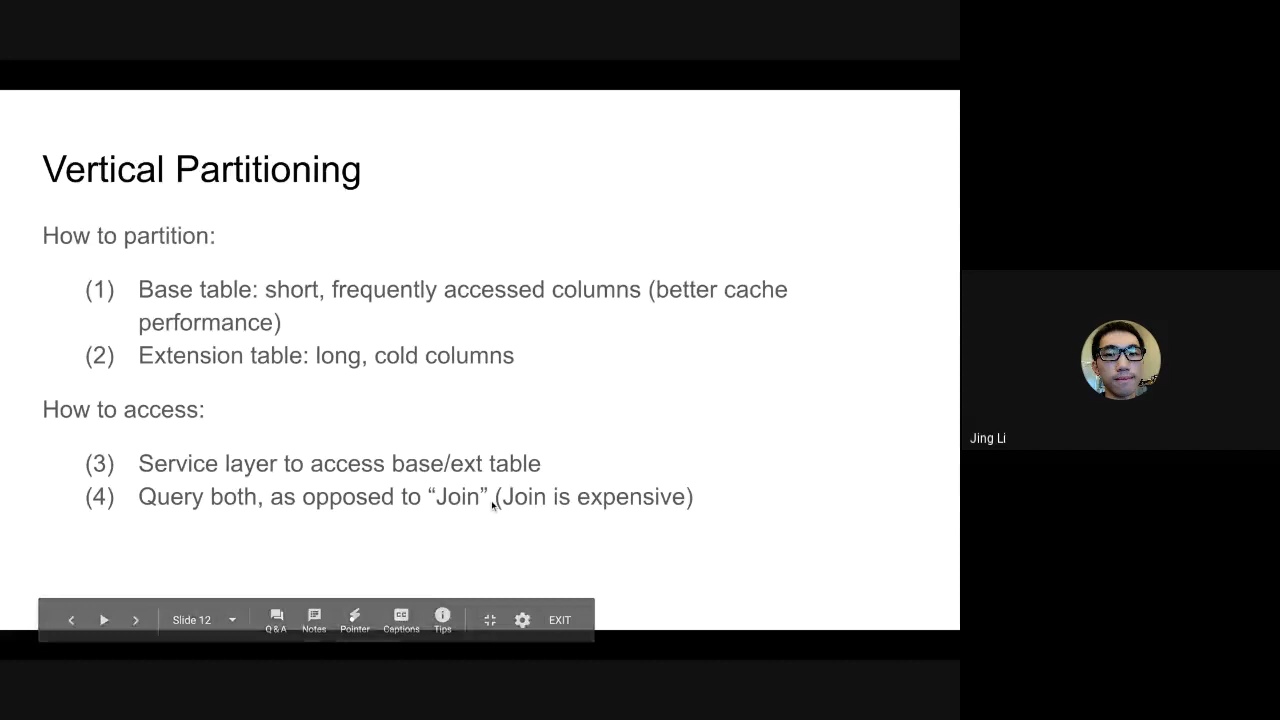 Vertical Partitioning
How to partition:
(1) Base table: short, frequently accessed columns (better cache
performance)
(2) Extension table: long, cold columns
How to access:
(3) Service layer to access base/ext table
(4) Query both, as opposed to “Join” (Join is expensive)
Jing Li
Slide 12
Q&A Notes Pointer CC Captions Tips EXIT